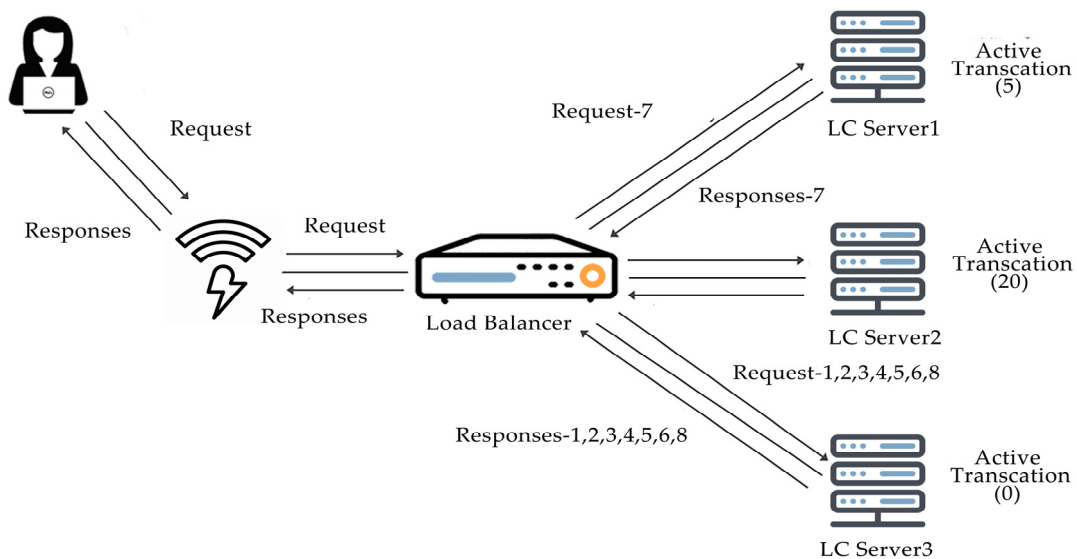 Active
Transcation
(5)
Request-7
Request
LC Server1
Responses-7
Responses
Request
Active
Transcation
(20)
Responses
Load Balancer
LC Server2
Request-1,2,3,4,5,6,8
Responses-1,2,3,4,5,6,8
Active
Transcation
(0)
LC Server3